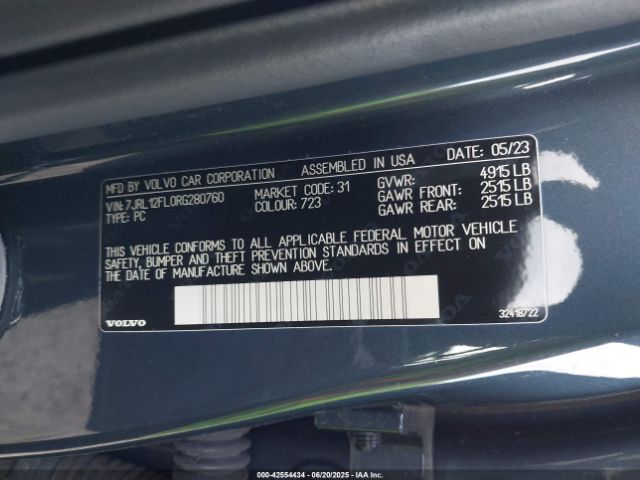 MFD BY VOLVO CAR CORPORATION ASSEMBLED IN USA DATE: 05/23
VIN:7JRL12FL0RG280760 MARKET CODE: 31 GVWR: 4915 LB
TYPE: PC COLOUR: 723 GAWR FRONT: 2515 LB
GAWR REAR: 2515 LB
THIS VEHICLE CONFORMS TO ALL APPLICABLE FEDERAL MOTOR VEHICLE
SAFETY, BUMPER AND THEFT PREVENTION STANDARDS IN EFFECT ON
THE DATE OF MANUFACTURE SHOWN ABOVE.
VOLVO 32418722
000-42554434 | 06/20/2025 | IAAI.com